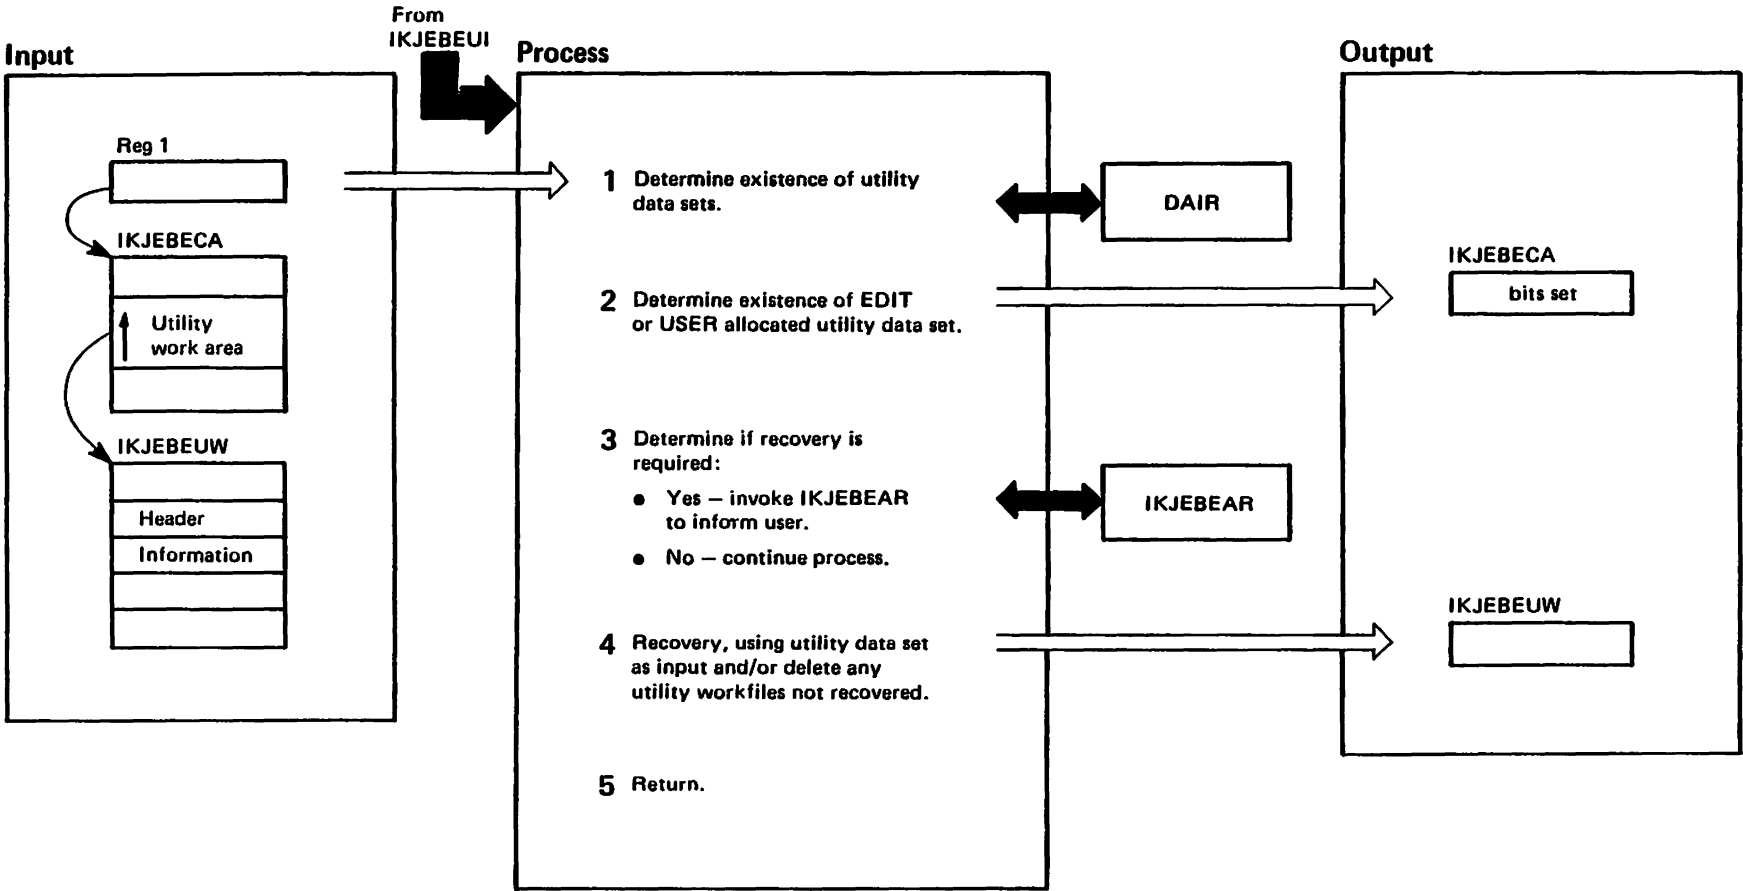 From
IKJEBEUI
Input
Reg 1
IKJEBECA
Utility
work area
IKJEBEUW
Header
Information
Process
1 Determine existence of utility
data sets.
2 Determine existence of EDIT
or USER allocated utility data set.
3 Determine if recovery is
required:
● Yes — invoke IKJEBEAR
to inform user.
● No — continue process.
4 Recovery, using utility data set
as input and/or delete any
utility workfiles not recovered.
5 Return.
DAIR
IKJEBEAR
Output
IKJEBECA
bits set
IKJEBEUW